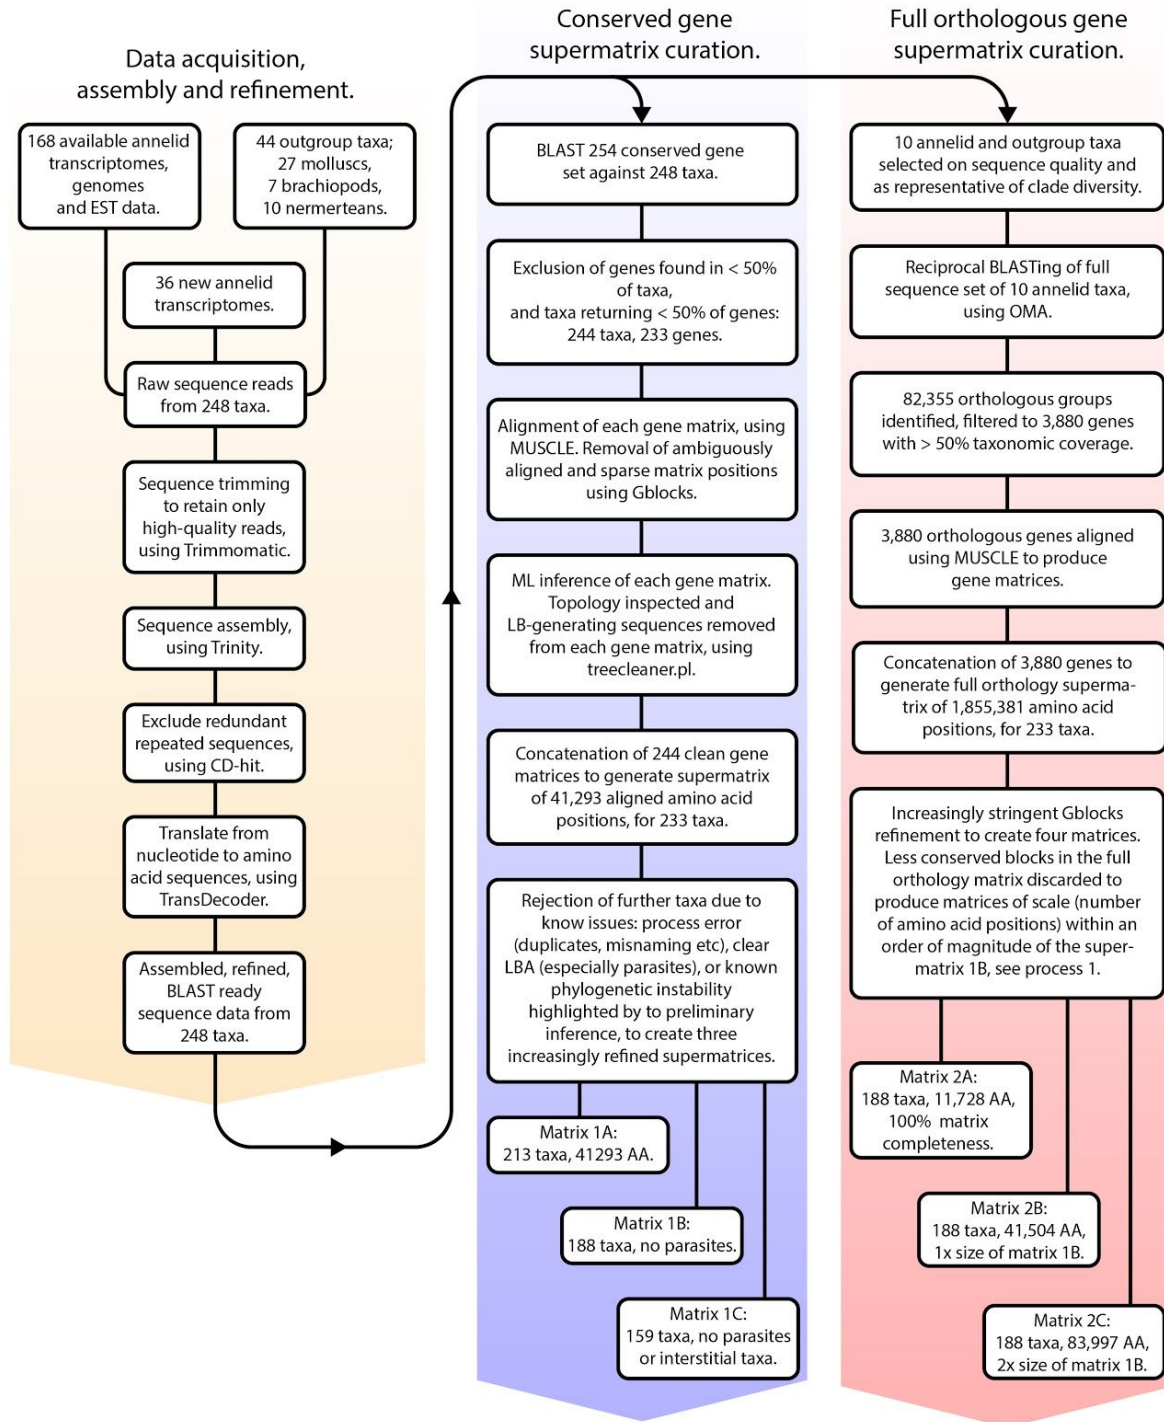 Data acquisition,
assembly and refinement.
168 available annelid
transcriptomes,
genomes
and EST data.
44 outgroup taxa;
27 molluscs,
7 brachiopods,
10 nermerteans.
36 new annelid
transcriptomes.
Raw sequence reads
from 248 taxa.
Sequence trimming
to retain only
high-quality reads,
using Trimmomatic.
Sequence assembly,
using Trinity.
Exclude redundant
repeated sequences,
using CD-hit.
Translate from
nucleotide to amino
acid sequences, using
TransDecoder.
Assembled, refined,
BLAST ready
sequence data from
248 taxa.
Conserved gene
supermatrix curation.
BLAST 254 conserved gene
set against 248 taxa.
Exclusion of genes found in < 50%
of taxa,
and taxa returning < 50% of genes:
244 taxa, 233 genes.
Alignment of each gene matrix, using
MUSCLE. Removal of ambiguously
aligned and sparse matrix positions
using Gblocks.
ML inference of each gene matrix.
Topology inspected and
LB-generating sequences removed
from each gene matrix, using
treecleaner.pl.
Concatenation of 244 clean gene
matrices to generate supermatrix
of 41,293 aligned amino acid
positions, for 233 taxa.
Rejection of further taxa due to
know issues: process error
(duplicates, misnaming etc), clear
LBA (especially parasites), or known
phylogenetic instability
highlighted by to preliminary
inference, to create three
increasingly refined supermatrices.
Matrix 1A:
213 taxa, 41293 AA.
Matrix 1B:
188 taxa, no parasites.
Matrix 1C:
159 taxa, no parasites
or interstitial taxa.
Full orthologous gene
supermatrix curation.
10 annelid and outgroup taxa
selected on sequence quality and
as representative of clade diversity.
Reciprocal BLASTing of full
sequence set of 10 annelid taxa,
using OMA.
82,355 orthologous groups
identified, filtered to 3,880 genes
with > 50% taxonomic coverage.
3,880 orthologous genes aligned
using MUSCLE to produce
gene matrices.
Concatenation of 3,880 genes to
generate full orthology superma-
trix of 1,855,381 amino acid
positions, for 233 taxa.
Increasingly stringent Gblocks
refinement to create four matrices.
Less conserved blocks in the full
orthology matrix discarded to
produce matrices of scale (number
of amino acid positions) within an
order of magnitude of the super-
matrix 1B, see process 1.
Matrix 2A:
188 taxa, 11,728 AA,
100% matrix
completeness.
Matrix 2B:
188 taxa, 41,504 AA,
1x size of matrix 1B.
Matrix 2C:
188 taxa, 83,997 AA,
2x size of matrix 1B.